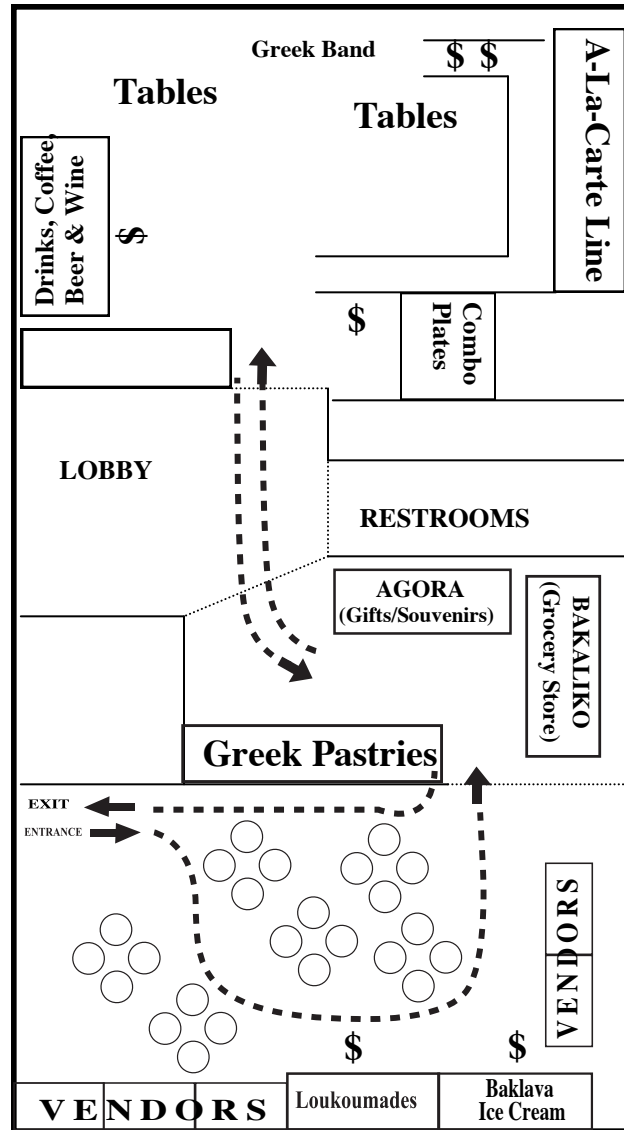 Greek Band
$ $
A-La-Carte Line
Tables
Tables
Drinks, Coffee,
Beer & Wine
$
$
Combo
Plates
LOBBY
RESTROOMS
AGORA
(Gifts/Souvenirs)
BAKALIKO
(Grocery Store)
Greek Pastries
EXIT
ENTRANCE
VENDORS
$
$
VENDORS
Loukoumades
Baklava
Ice Cream